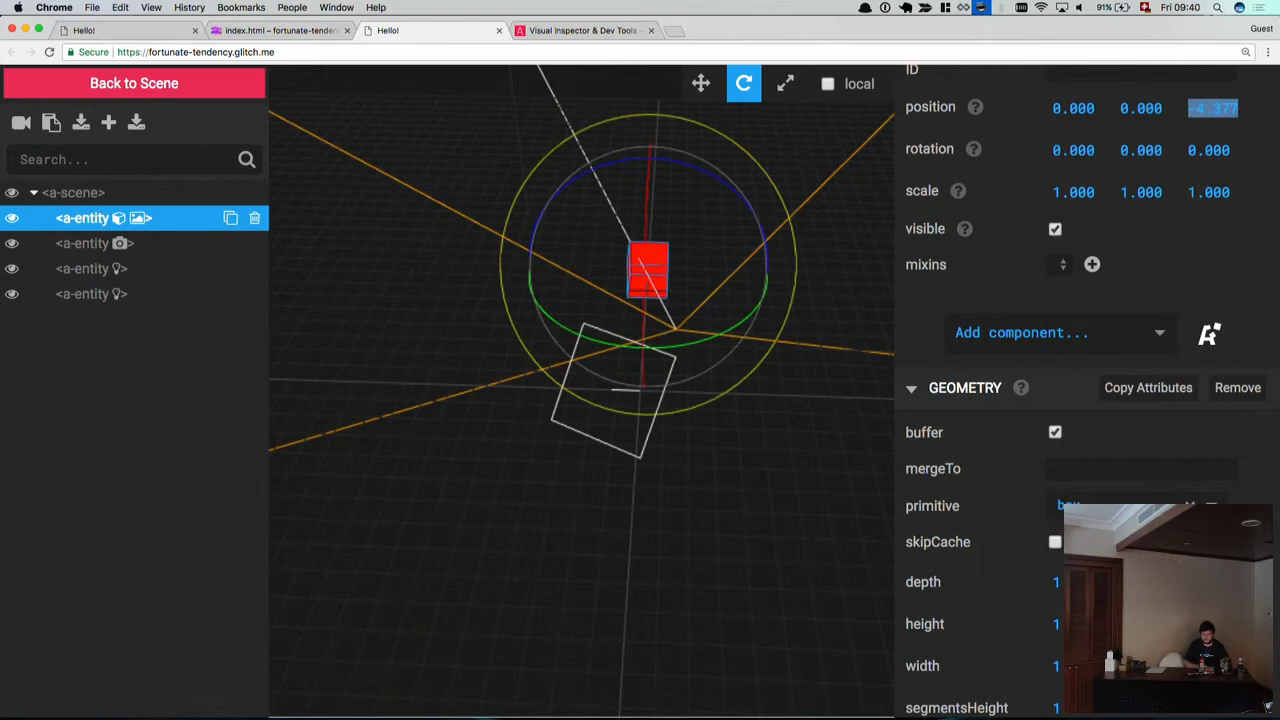 Chrome File Edit View History Bookmarks People Window Help
91% Fri 09:40
Hello!
index.html – fortunate-tenden
Hello!
Visual Inspector & Dev Tools –
Guest
Secure https://fortunate-tendency.glitch.me
Back to Scene
Search...
<a-scene>
<a-entity >
<a-entity >
<a-entity >
<a-entity >
local
ID
position 0.000 0.000 -4.377
rotation 0.000 0.000 0.000
scale 1.000 1.000 1.000
visible
mixins
Add component...
GEOMETRY Copy Attributes Remove
buffer
mergeTo
primitive box
skipCache
depth 1
height 1
width 1
segmentsHeight 1